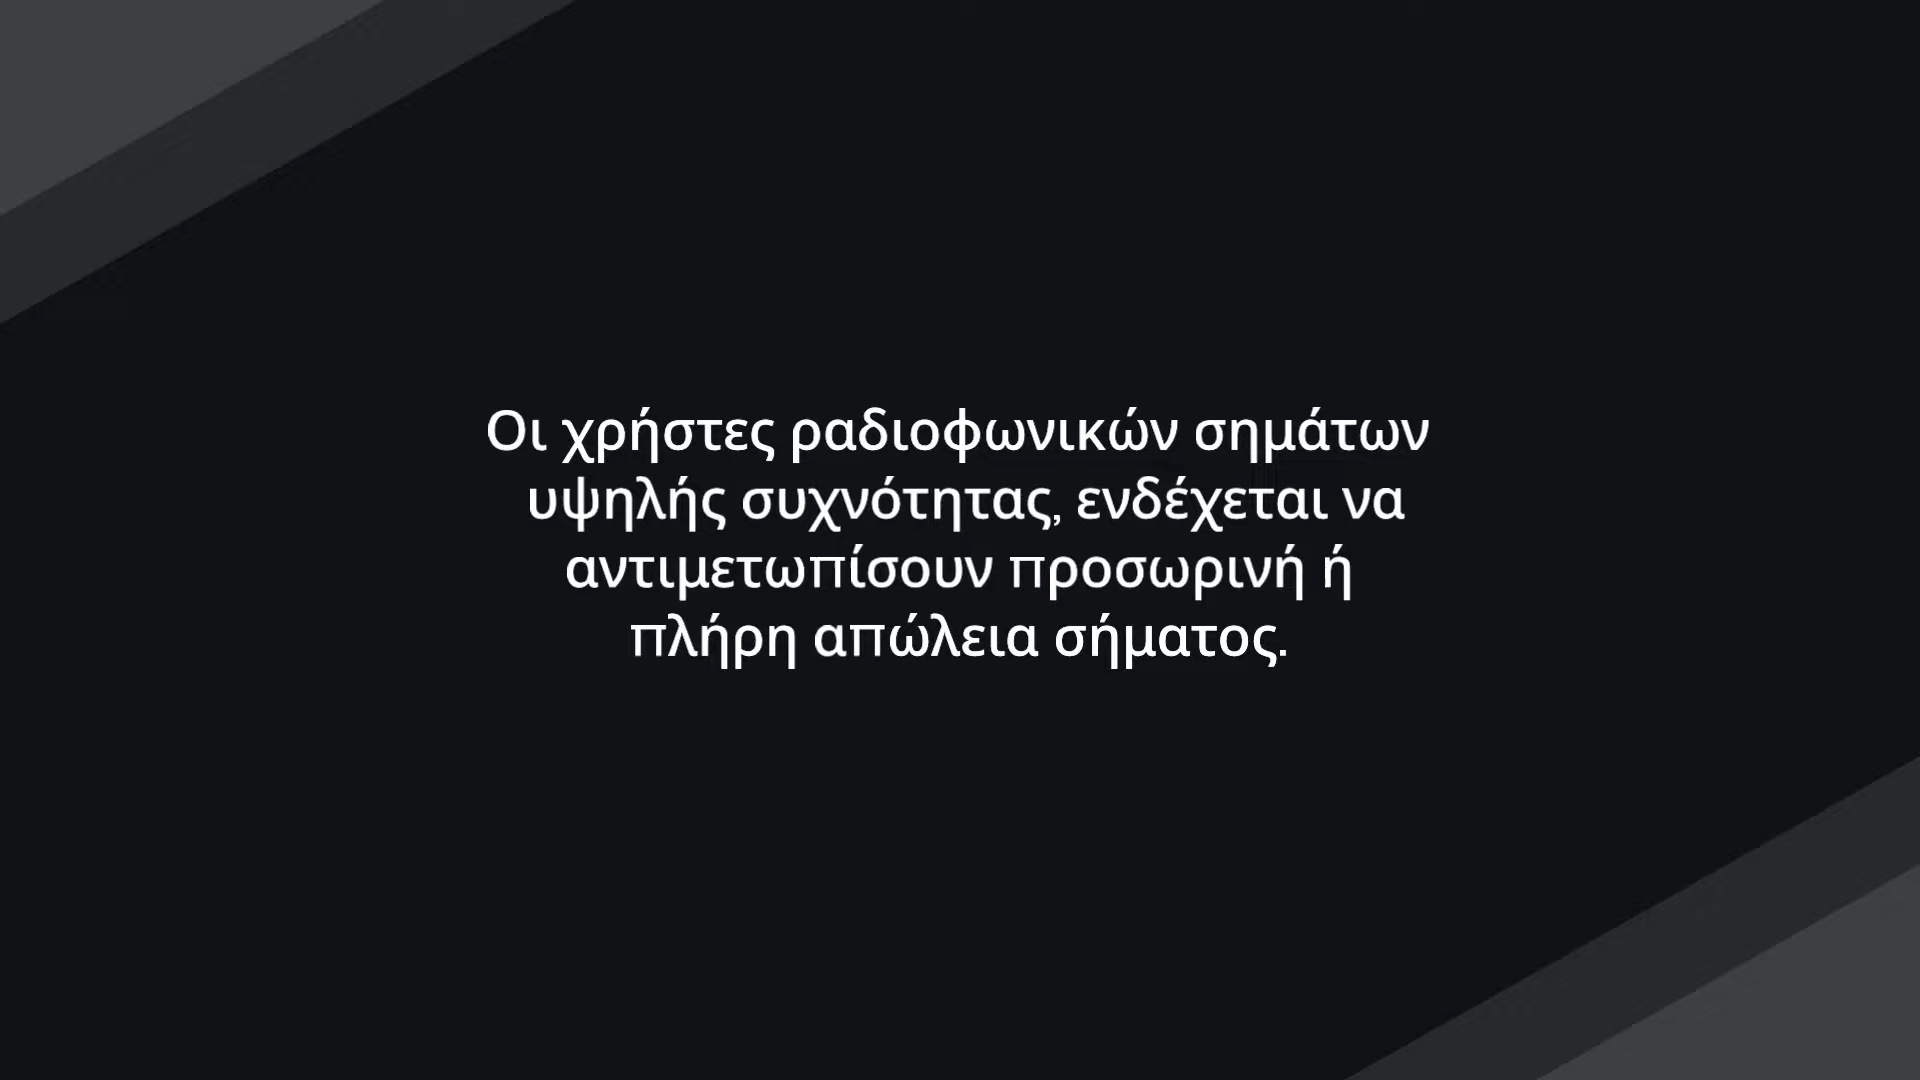 Οι χρήστες ραδιοφωνικών σημάτων
υψηλής συχνότητας, ενδέχεται να
αντιμετωπίσουν προσωρινή ή
πλήρη απώλεια σήματος.